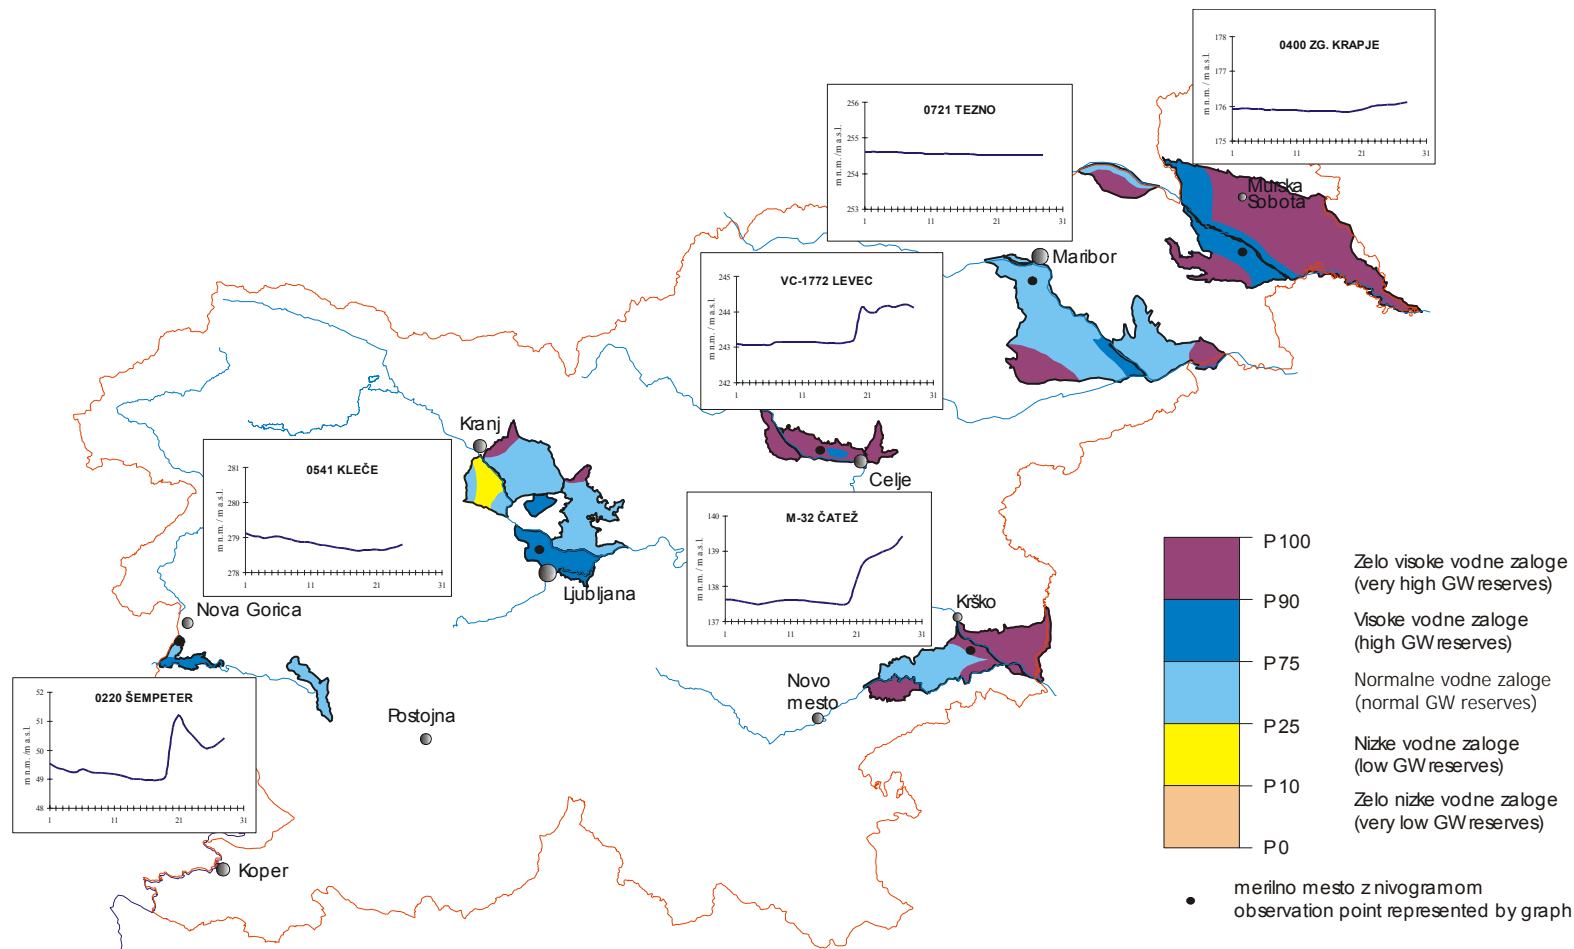 0400 ZG. KRAPJE
m n.m. / m a.s.l.
178
177
176
175
1
11
21
31
0721 TEZNO
m n.m. /m a.s.l.
256
255
254
253
1
11
21
31
Murska
Sobota
Maribor
VC-1772 LEVEC
m n.m. / m a.s.l.
245
244
243
242
1
11
21
31
Kranj
Celje
0541 KLEČE
m n.m. / m a.s.l.
281
280
279
278
1
11
21
31
Ljubljana
M-32 ČATEŽ
m n.m. / m a.s.l.
140
139
138
137
1
11
21
31
Nova Gorica
Krško
Novo
mesto
Postojna
0220 ŠEMPETER
m n.m. /m a.s.l.
52
51
50
49
48
1
11
21
31
Koper
P 100
Zelo visoke vodne zaloge
(very high GW reserves)
P 90
Visoke vodne zaloge
(high GW reserves)
P 75
Normalne vodne zaloge
(normal GW reserves)
P 25
Nizke vodne zaloge
(low GW reserves)
P 10
Zelo nizke vodne zaloge
(very low GW reserves)
P 0
merilno mesto z nivogramom
observation point represented by graph